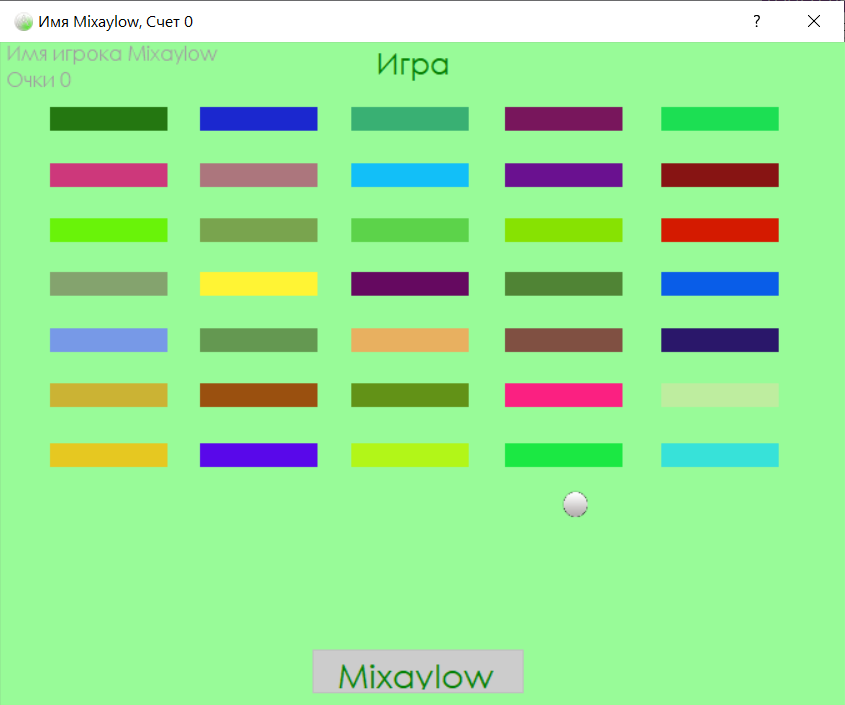 Имя Mixaylow, Счет 0
?
Имя игрока Mixaylow
Очки 0
Игра
Mixaylow